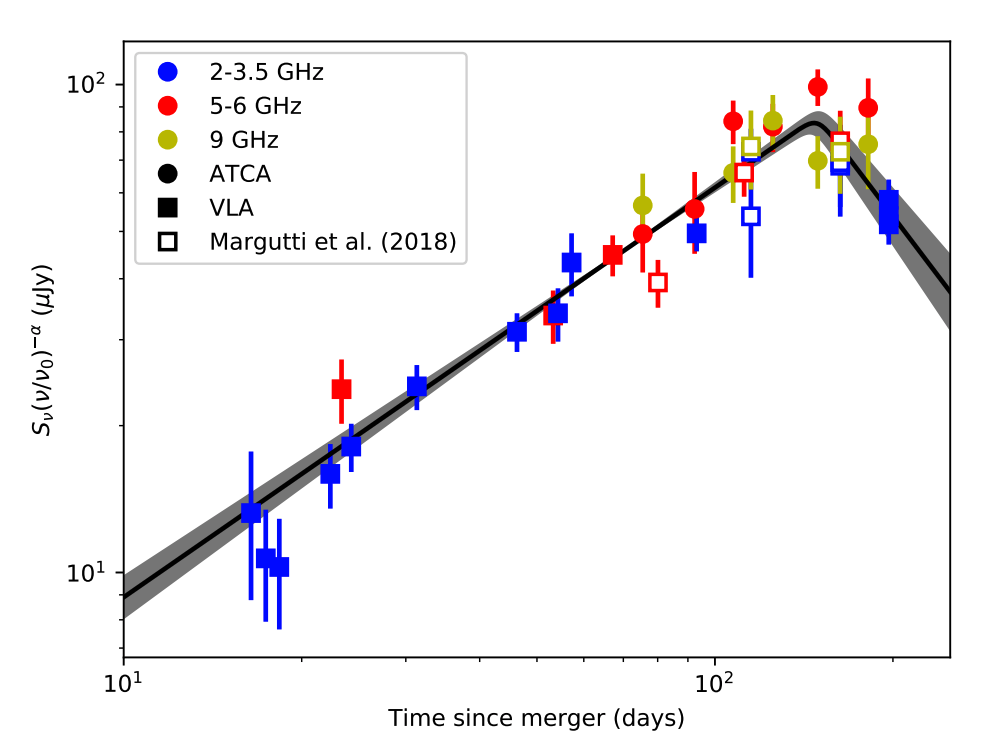 10²
10¹
S_ν(ν/ν₀)^−α (μJy)
2-3.5 GHz
5-6 GHz
9 GHz
ATCA
VLA
Margutti et al. (2018)
10¹
10²
Time since merger (days)